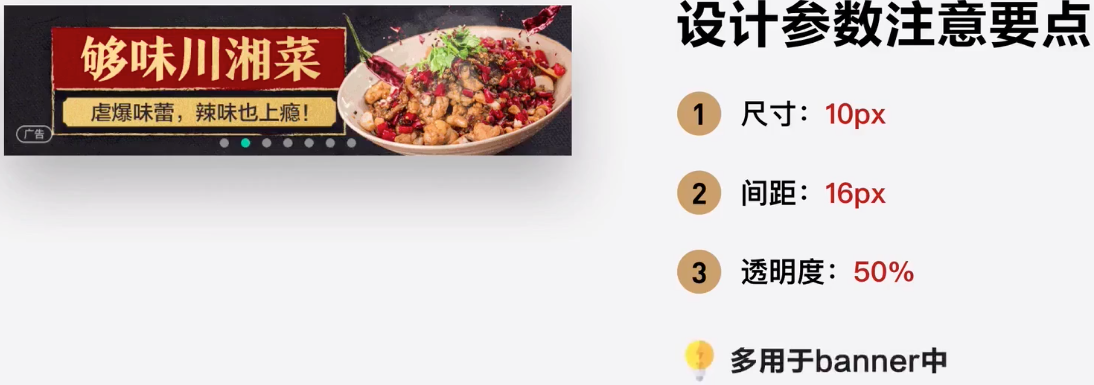 够味川湘菜
虐爆味蕾，辣味也上瘾！
广告
设计参数注意要点
1 尺寸：10px
2 间距：16px
3 透明度：50%
多用于banner中